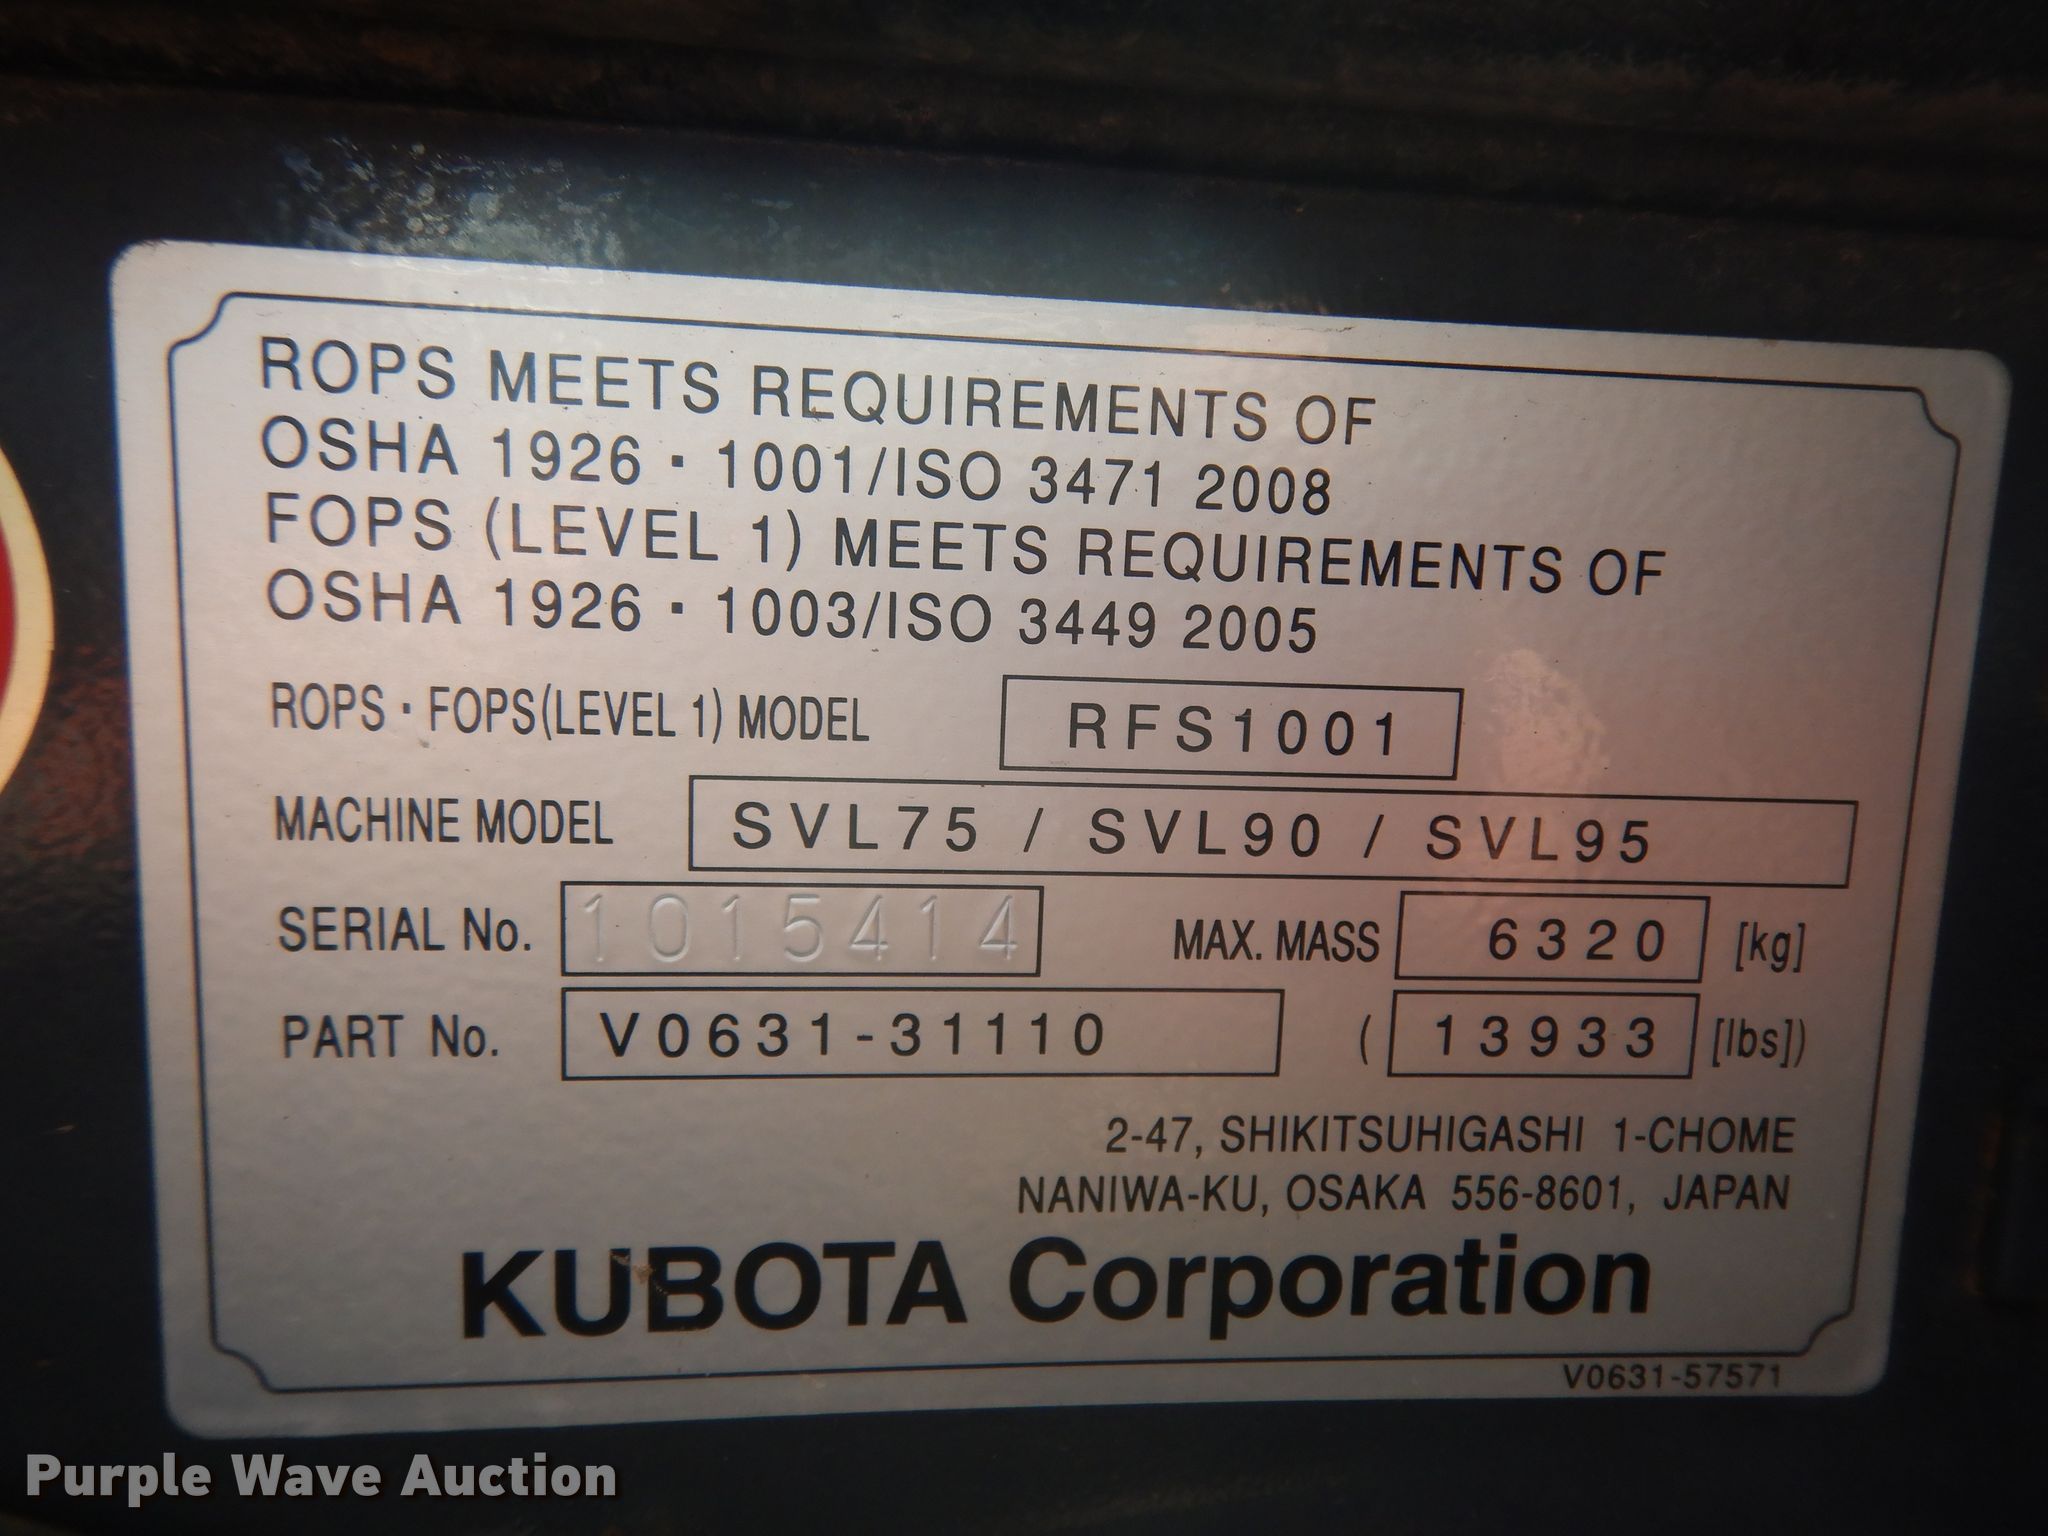 ROPS MEETS REQUIREMENTS OF
OSHA 1926 · 1001/ISO 3471 2008
FOPS (LEVEL 1) MEETS REQUIREMENTS OF
OSHA 1926 · 1003/ISO 3449 2005
ROPS · FOPS(LEVEL 1) MODEL RFS1001
MACHINE MODEL SVL75 / SVL90 / SVL95
SERIAL No. 1015414 MAX. MASS 6320 [kg]
PART No. V0631-31110 ( 13933 [lbs])
2-47, SHIKITSUHIGASHI 1-CHOME
NANIWA-KU, OSAKA 556-8601, JAPAN
KUBOTA Corporation
V0631-57571
Purple Wave Auction